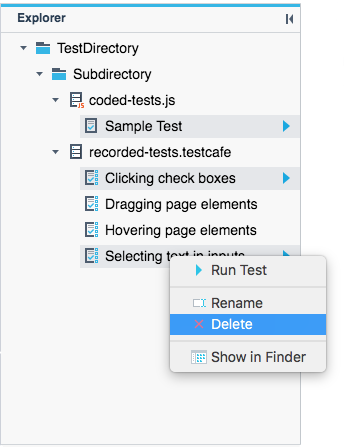 Explorer
TestDirectory
Subdirectory
JS coded-tests.js
Sample Test
recorded-tests.testcafe
Clicking check boxes
Dragging page elements
Hovering page elements
Selecting text in inputs
Run Test
Rename
Delete
Show in Finder